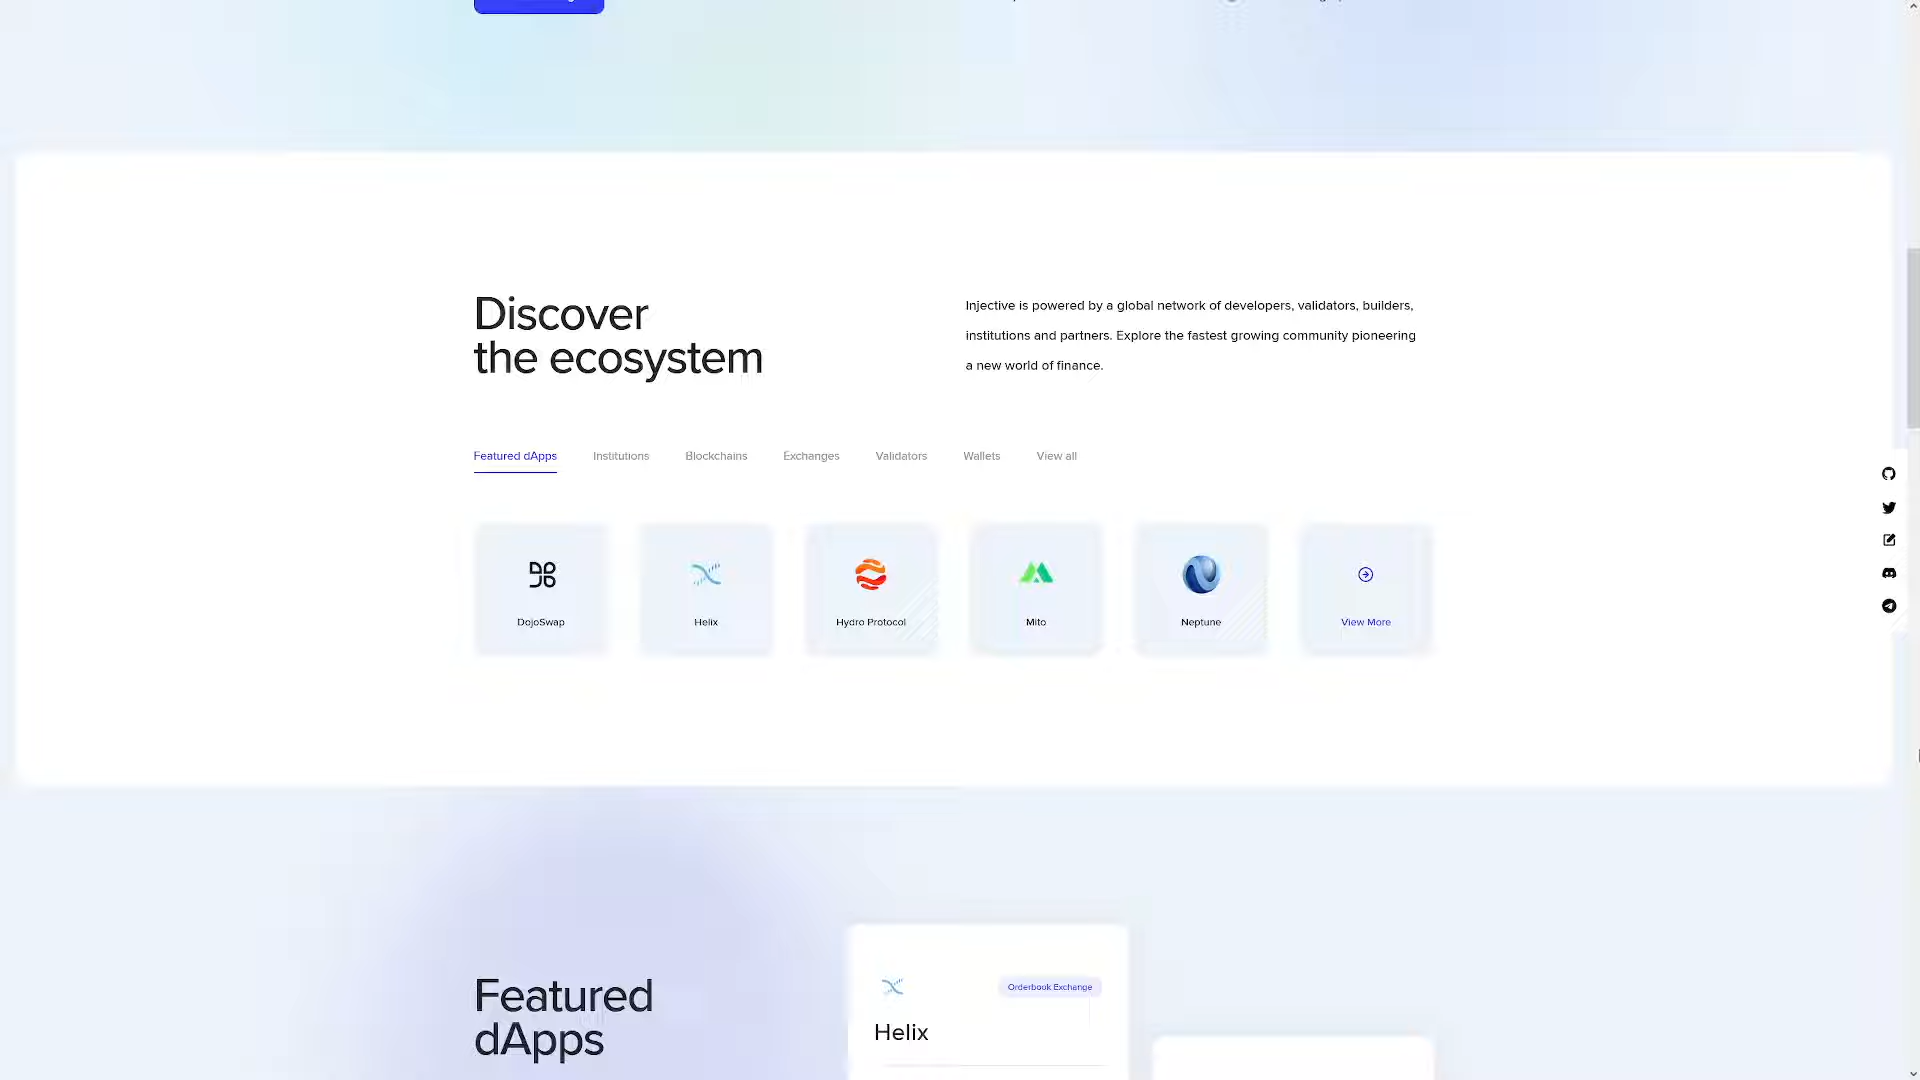 Discover
the ecosystem
Injective is powered by a global network of developers, validators, builders,
institutions and partners. Explore the fastest growing community pioneering
a new world of finance.
Featured dApps Institutions Blockchains Exchanges Validators Wallets View all
DojoSwap Helix Hydro Protocol Mito Neptune View More
Featured
dApps
Orderbook Exchange
Helix